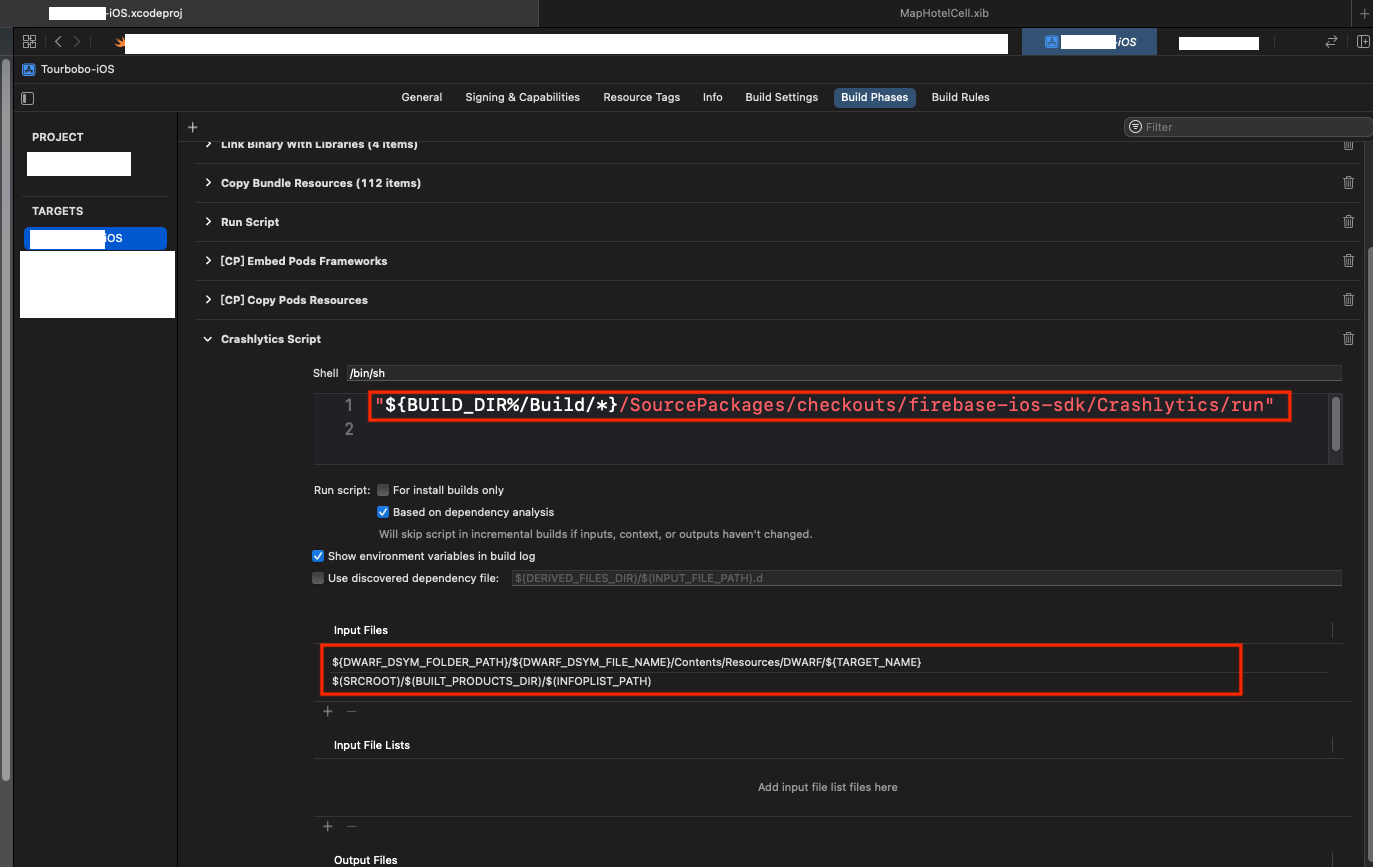 -iOS.xcodeproj
MapHotelCell.xib
-iOS
Tourbobo-iOS
General Signing & Capabilities Resource Tags Info Build Settings Build Phases Build Rules
PROJECT
Filter
Link Binary With Libraries (4 items)
Copy Bundle Resources (112 items)
TARGETS
Run Script
iOS
[CP] Embed Pods Frameworks
[CP] Copy Pods Resources
Crashlytics Script
Shell /bin/sh
1 "${BUILD_DIR%/Build/*}/SourcePackages/checkouts/firebase-ios-sdk/Crashlytics/run"
2
Run script: For install builds only
Based on dependency analysis
Will skip script in incremental builds if inputs, context, or outputs haven't changed.
Show environment variables in build log
Use discovered dependency file: $(DERIVED_FILES_DIR)/$(INPUT_FILE_PATH).d
Input Files
${DWARF_DSYM_FOLDER_PATH}/${DWARF_DSYM_FILE_NAME}/Contents/Resources/DWARF/${TARGET_NAME}
$(SRCROOT)/$(BUILT_PRODUCTS_DIR)/$(INFOPLIST_PATH)
Input File Lists
Add input file list files here
Output Files